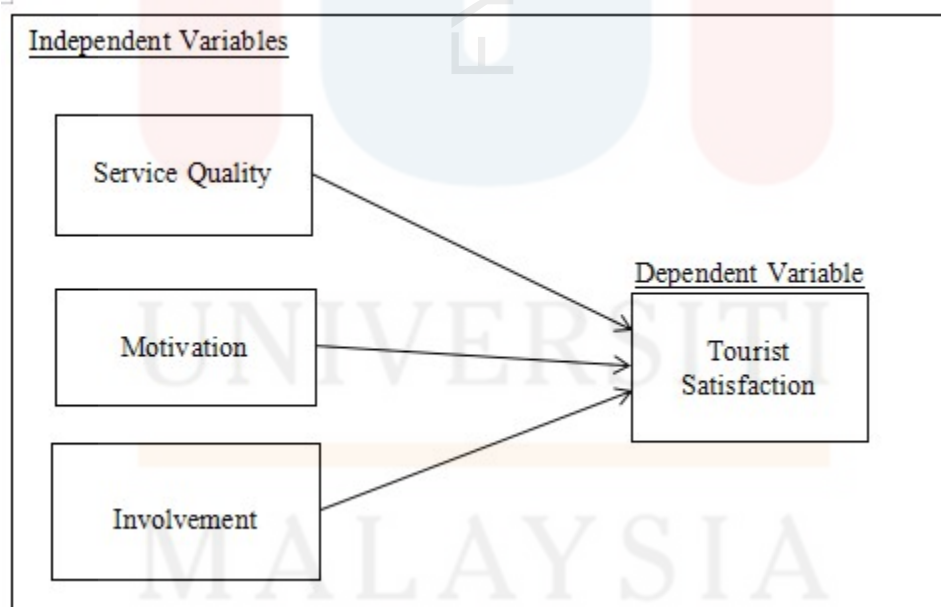 Independent Variables
Service Quality
Dependent Variable
Motivation
Tourist
Satisfaction
Involvement
UNIVERSITI
MALAYSIA